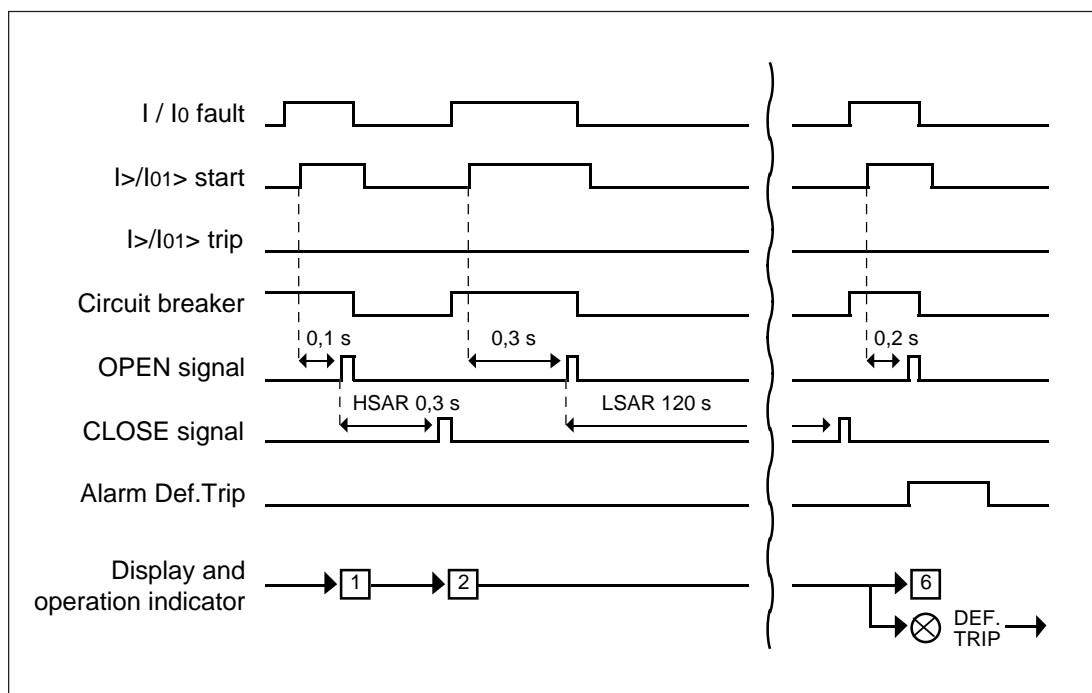 I / I0 fault
I>/I01> start
I>/I01> trip
Circuit breaker
0,1 s
0,3 s
0,2 s
OPEN signal
HSAR 0,3 s
LSAR 120 s
CLOSE signal
Alarm Def.Trip
Display and
operation indicator
1
2
6
DEF.
TRIP